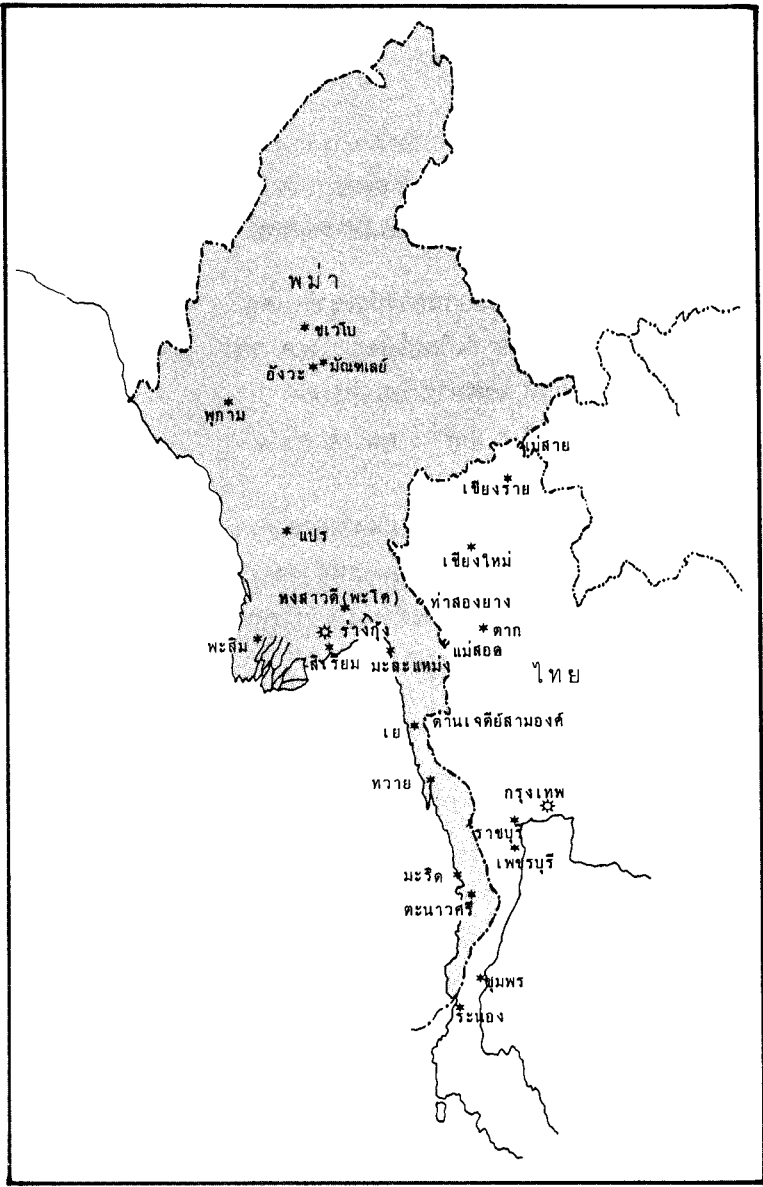 พม่า
ชเวโบ
มัณฑเลย์
อังวะ
พุกาม
แม่สาย
เชียงราย
แปร
เชียงใหม่
หงสาวดี(พะโค)
ท่าสองยาง
ร่างกุ้ง
ตาก
พะสิม
สิเรียม
มะละแหม่ง
แม่สอด
ไทย
เย
ด่านเจดีย์สามองค์
ทวาย
กรุงเทพ
ราชบุรี
เพชรบุรี
มะริด
ตะนาวศรี
ชุมพร
ระนอง